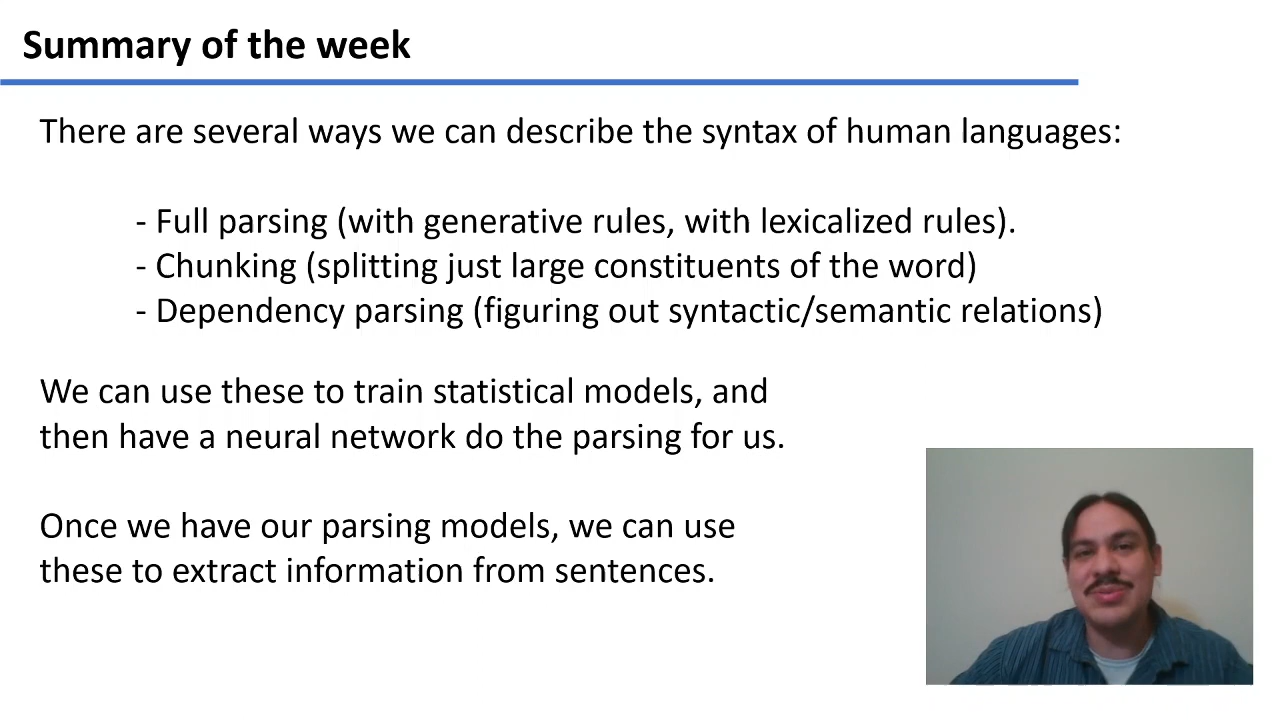 Summary of the week
There are several ways we can describe the syntax of human languages:
- Full parsing (with generative rules, with lexicalized rules).
- Chunking (splitting just large constituents of the word)
- Dependency parsing (figuring out syntactic/semantic relations)
We can use these to train statistical models, and
then have a neural network do the parsing for us.
Once we have our parsing models, we can use
these to extract information from sentences.